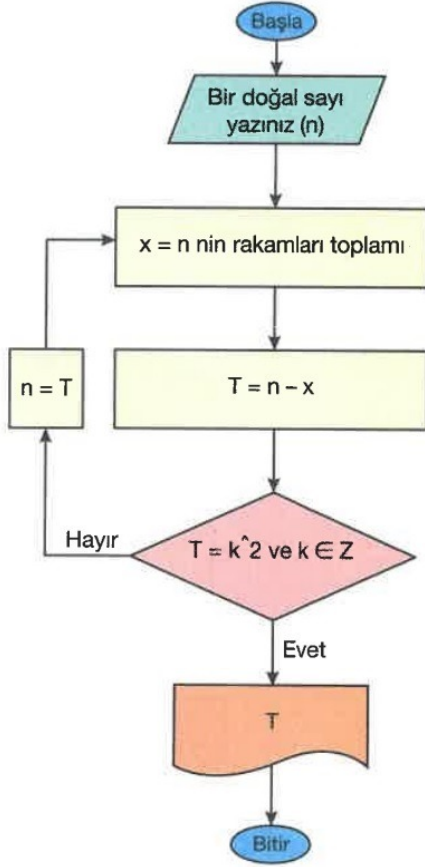 Başla
Bir doğal sayı
yazınız (n)
x = n nin rakamları toplamı
n = T
T = n – x
Hayır
T = k^2 ve k ∈ Z
Evet
T
Bitir